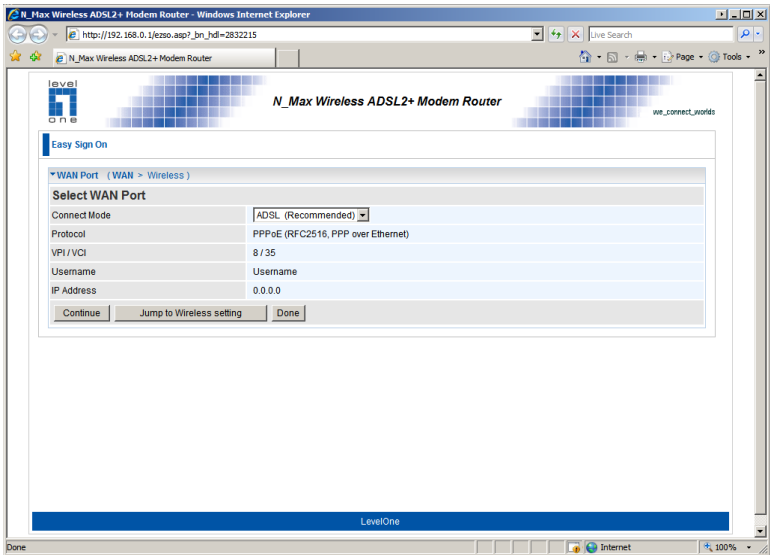 N_Max Wireless ADSL2+ Modem Router - Windows Internet Explorer
http://192.168.0.1/ezso.asp?_bn_hdl=2832215
Live Search
N_Max Wireless ADSL2+ Modem Router
Page
Tools
level
one
N_Max Wireless ADSL2+ Modem Router
we_connect_worlds
Easy Sign On
WAN Port ( WAN > Wireless )
Select WAN Port
Connect Mode ADSL (Recommended)
Protocol PPPoE (RFC2516, PPP over Ethernet)
VPI / VCI 8 / 35
Username Username
IP Address 0.0.0.0
Continue Jump to Wireless setting Done
LevelOne
Done Internet 100%